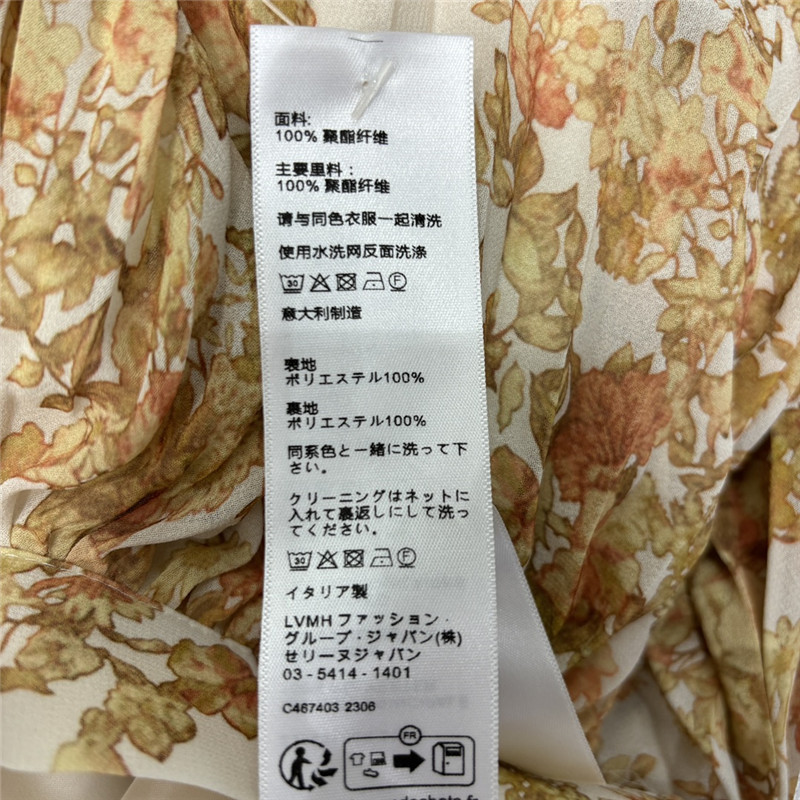 面料:
100% 聚酯纤维
主要里料：
100% 聚酯纤维
请与同色衣服一起清洗
使用水洗网反面洗涤
30 F
意大利制造
表地
ポリエステル100%
裏地
ポリエステル100%
同系色と一緒に洗って下
さい。
クリーニングはネットに
入れて裏返しにして洗っ
てください。
30 F
イタリア製
LVMH ファッション・
グループ・ジャパン(株)
セリーヌジャパン
03 - 5414 - 1401
C467403 2306
FR